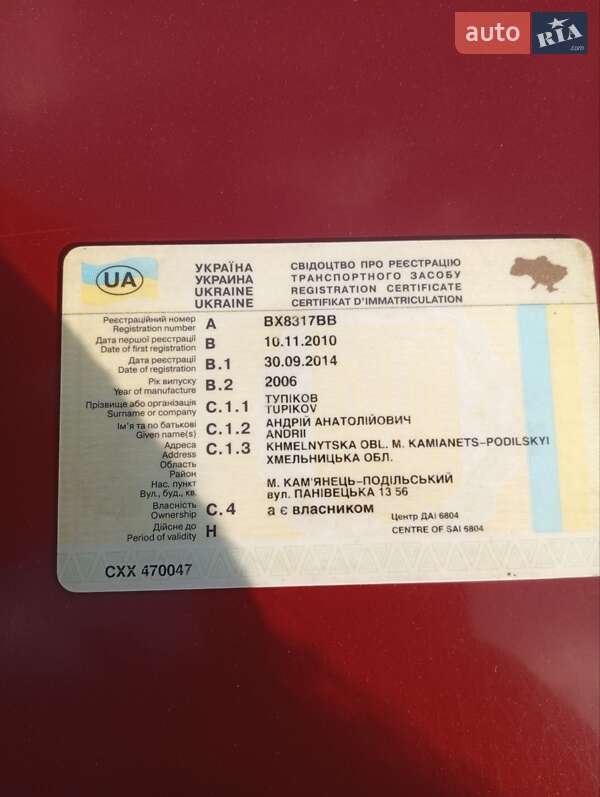 auto RIA .com
UA
УКРАЇНА
УКРАИНА
UKRAINE
UKRAINE
СВІДОЦТВО ПРО РЕЄСТРАЦІЮ
ТРАНСПОРТНОГО ЗАСОБУ
REGISTRATION CERTIFICATE
CERTIFIKAT D'IMMATRICULATION
Реєстраційний номер
Registration number A BX8317BB
Дата першої реєстрації
Date of first registration B 10.11.2010
Дата реєстрації
Date of registration B.1 30.09.2014
Рік випуску
Year of manufacture B.2 2006
Прізвище або організація
Surname or company C.1.1 ТУПІКОВ
TUPIKOV
Ім'я та по батькові
Given name(s) C.1.2 АНДРІЙ АНАТОЛІЙОВИЧ
ANDRII
Адреса
Address C.1.3 KHMELNYTSKA OBL. M. KAMIANETS-PODILSKYI
Область ХМЕЛЬНИЦЬКА ОБЛ.
Район
Нас. пункт М. КАМ'ЯНЕЦЬ-ПОДІЛЬСЬКИЙ
Вул., буд., кв. вул. ПАНІВЕЦЬКА 13 56
Власність
Ownership C.4 а є власником
Центр ДАІ 6804
Дійсне до
Period of validity H
CENTRE OF SAI 6804
CXX 470047